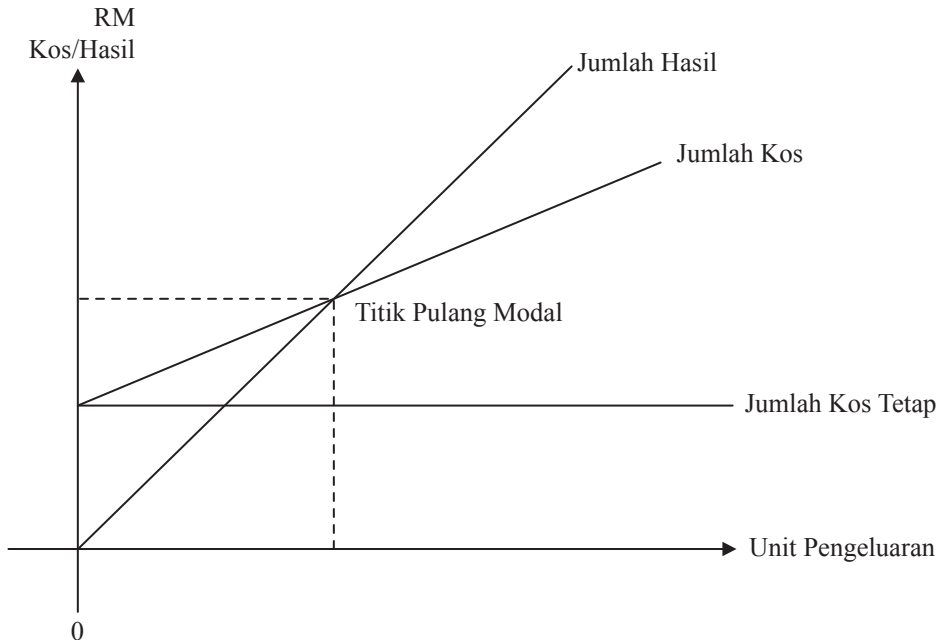 RM
Kos/Hasil
Jumlah Hasil
Jumlah Kos
Titik Pulang Modal
Jumlah Kos Tetap
Unit Pengeluaran
0